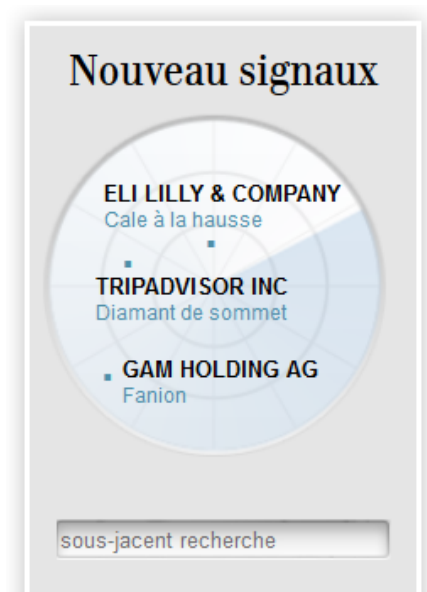 Nouveau signaux
ELI LILLY & COMPANY
Cale à la hausse
TRIPADVISOR INC
Diamant de sommet
GAM HOLDING AG
Fanion
sous-jacent recherche